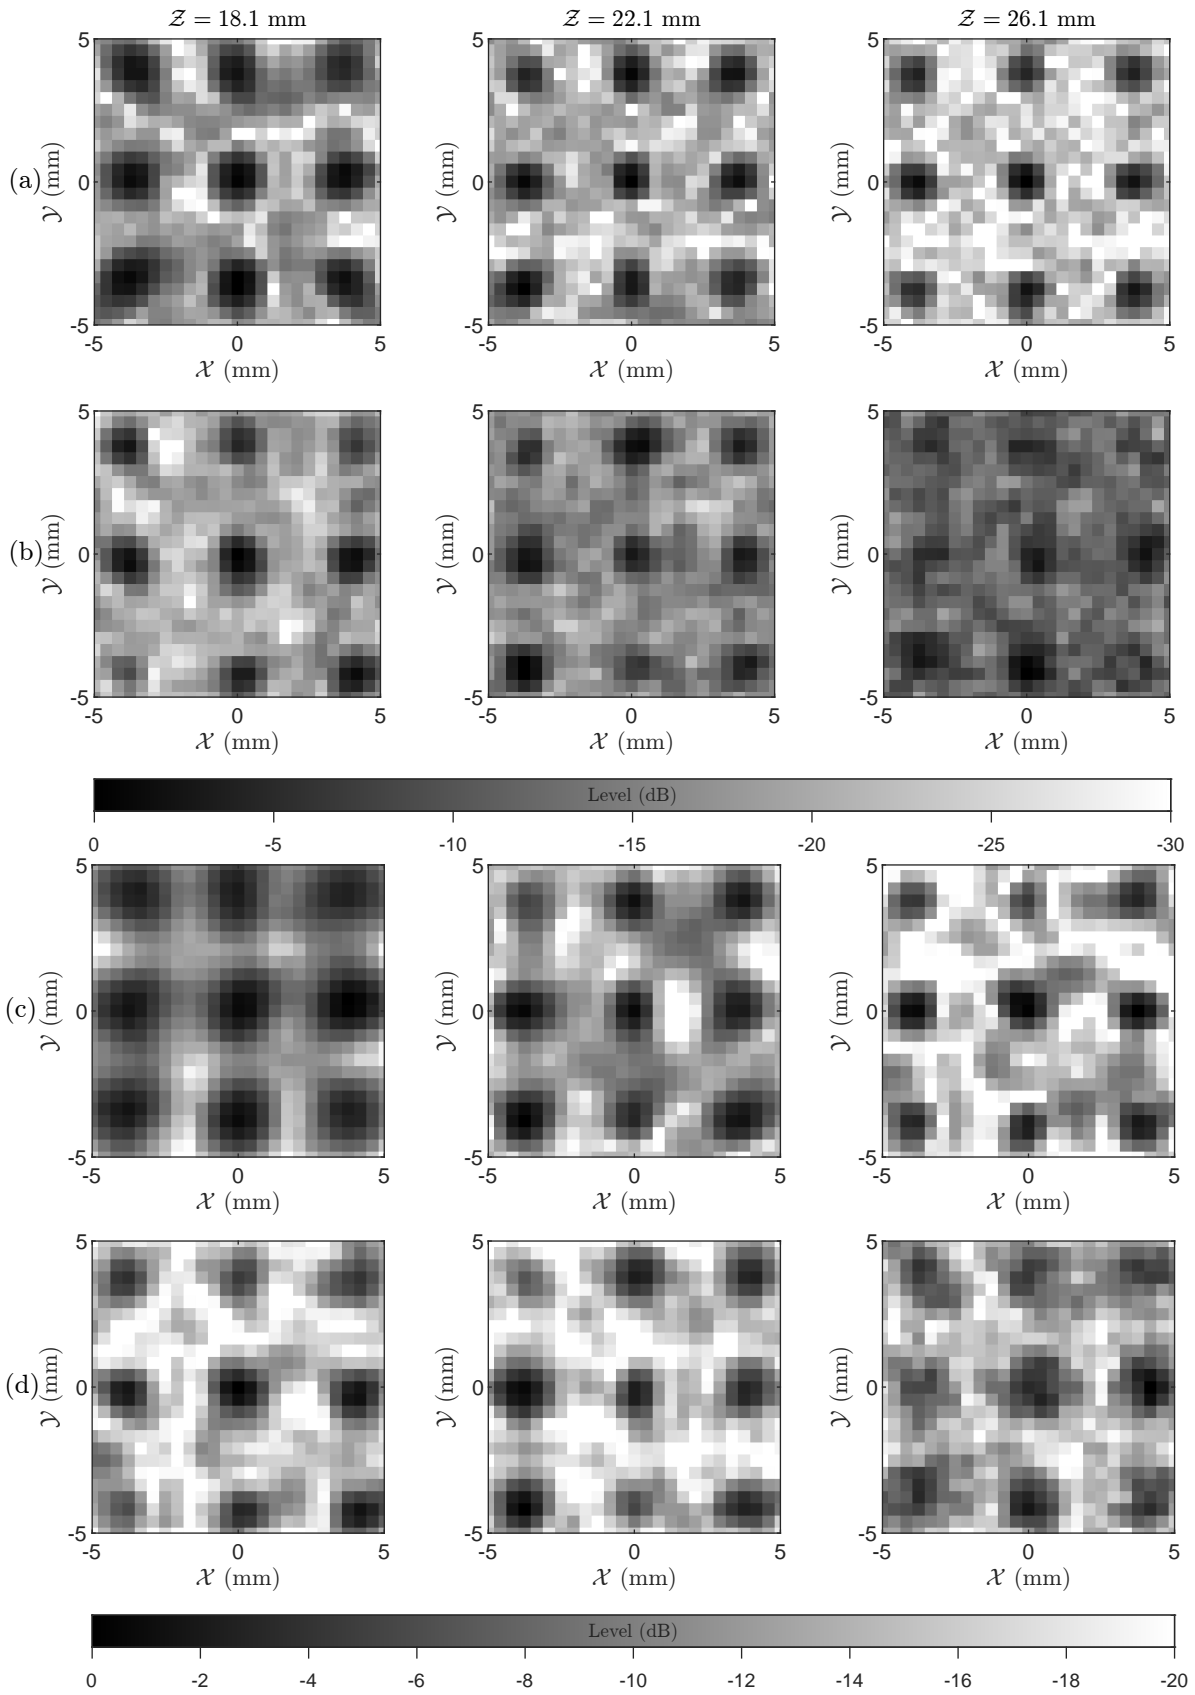 𝒵 = 18.1 mm 𝒵 = 22.1 mm 𝒵 = 26.1 mm
5 5 5
(a) 𝒴 (mm) 0 𝒴 (mm) 0 𝒴 (mm) 0
-5 -5 -5
-5 0 5 -5 0 5 -5 0 5
𝒳 (mm) 𝒳 (mm) 𝒳 (mm)
5 5 5
(b) 𝒴 (mm) 0 𝒴 (mm) 0 𝒴 (mm) 0
-5 -5 -5
-5 0 5 -5 0 5 -5 0 5
𝒳 (mm) 𝒳 (mm) 𝒳 (mm)
Level (dB)
0 -5 -10 -15 -20 -25 -30
5 5 5
(c) 𝒴 (mm) 0 𝒴 (mm) 0 𝒴 (mm) 0
-5 -5 -5
-5 0 5 -5 0 5 -5 0 5
𝒳 (mm) 𝒳 (mm) 𝒳 (mm)
5 5 5
(d) 𝒴 (mm) 0 𝒴 (mm) 0 𝒴 (mm) 0
-5 -5 -5
-5 0 5 -5 0 5 -5 0 5
𝒳 (mm) 𝒳 (mm) 𝒳 (mm)
Level (dB)
0 -2 -4 -6 -8 -10 -12 -14 -16 -18 -20